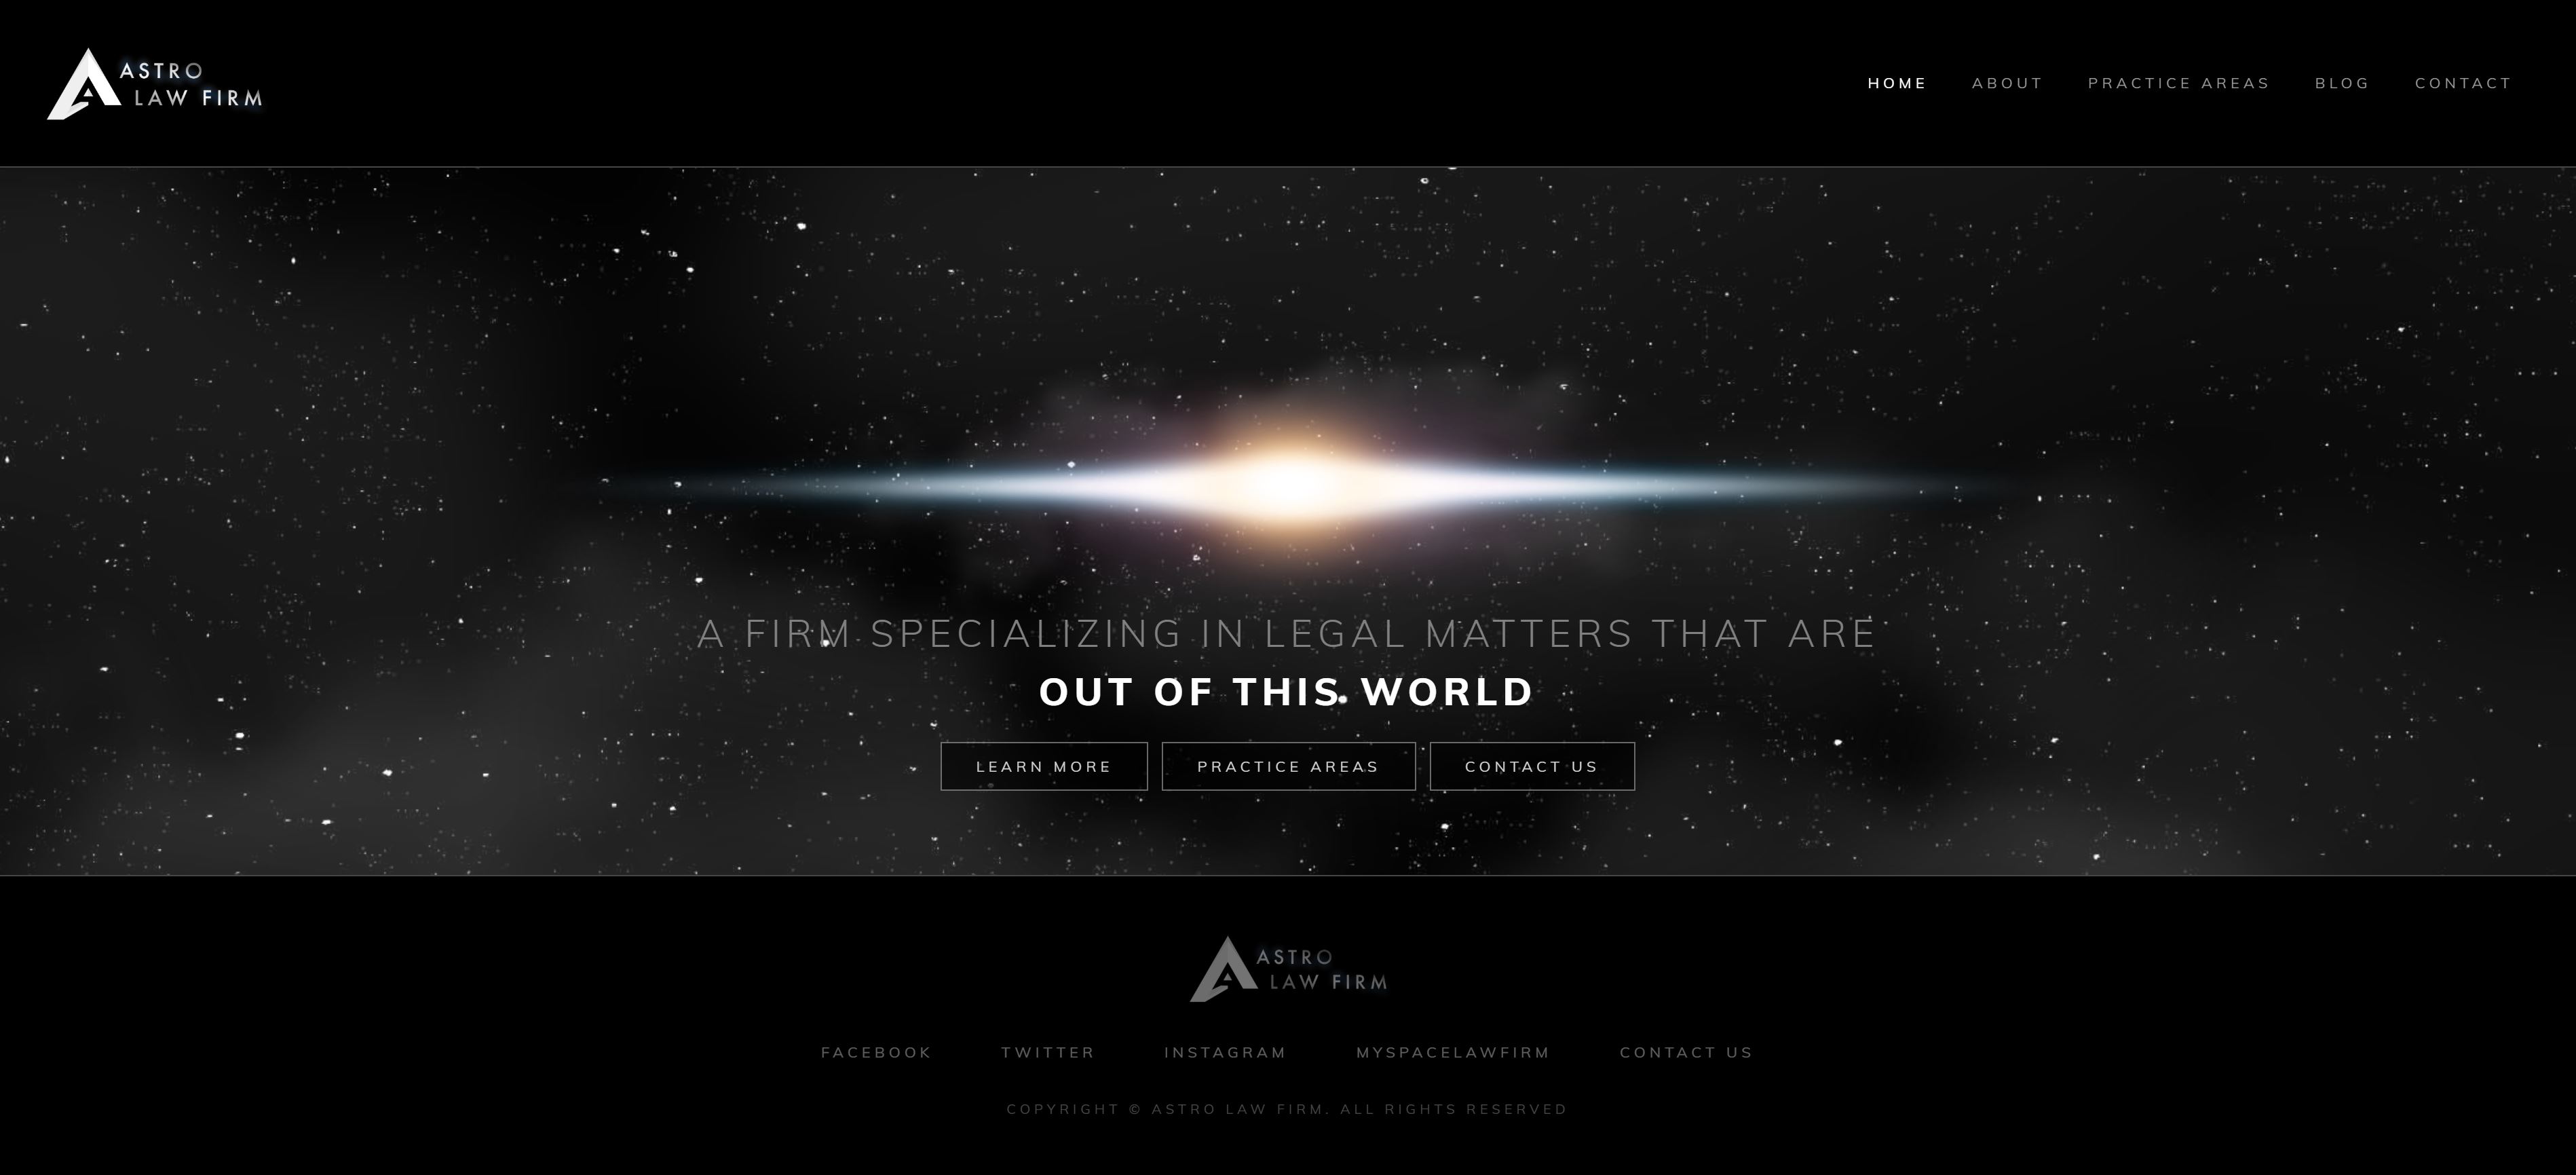 ASTRO
LAW FIRM
HOME ABOUT PRACTICE AREAS BLOG CONTACT
A FIRM SPECIALIZING IN LEGAL MATTERS THAT ARE
OUT OF THIS WORLD
LEARN MORE PRACTICE AREAS CONTACT US
ASTRO
LAW FIRM
FACEBOOK TWITTER INSTAGRAM MYSPACELAWFIRM CONTACT US
COPYRIGHT © ASTRO LAW FIRM. ALL RIGHTS RESERVED